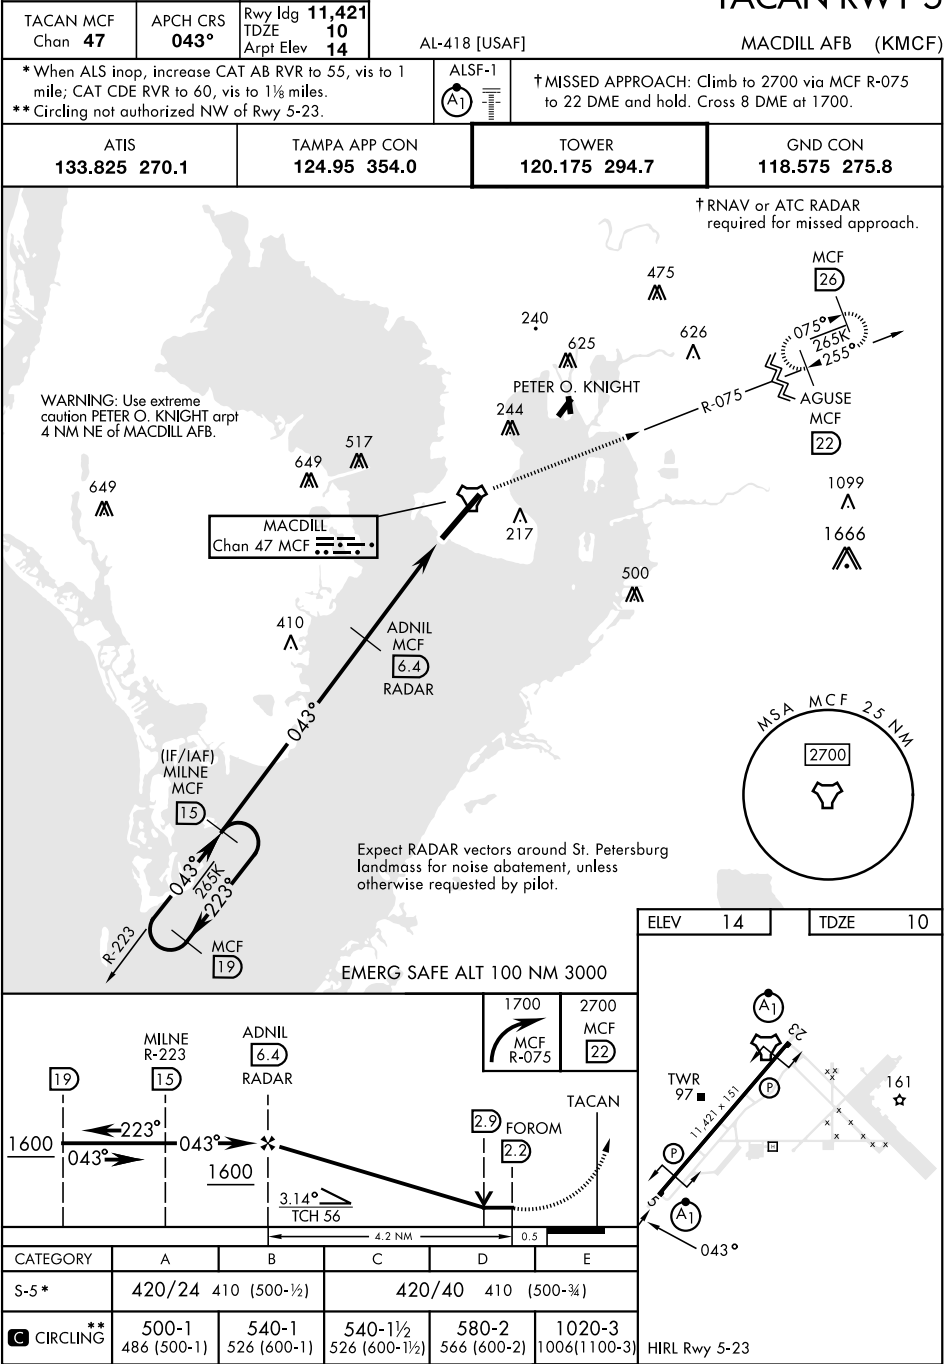 TACAN RWY 5
TACAN MCF
Chan 47
APCH CRS
043°
Rwy ldg 11,421
TDZE 10
Arpt Elev 14
AL-418 [USAF]
MACDILL AFB (KMCF)
* When ALS inop, increase CAT AB RVR to 55, vis to 1
mile; CAT CDE RVR to 60, vis to 1⅛ miles.
** Circling not authorized NW of Rwy 5-23.
ALSF-1
A1
† MISSED APPROACH: Climb to 2700 via MCF R-075
to 22 DME and hold. Cross 8 DME at 1700.
ATIS
133.825 270.1
TAMPA APP CON
124.95 354.0
TOWER
120.175 294.7
GND CON
118.575 275.8
† RNAV or ATC RADAR
required for missed approach.
MCF
26
475
240
625
626
075°
265K
255°
PETER O. KNIGHT
R-075
AGUSE
MCF
22
WARNING: Use extreme
caution PETER O. KNIGHT arpt
4 NM NE of MACDILL AFB.
244
517
649
649
1099
MACDILL
Chan 47 MCF
217
1666
500
410
ADNIL
MCF
6.4
RADAR
043°
MSA MCF 25 NM
2700
(IF/IAF)
MILNE
MCF
15
Expect RADAR vectors around St. Petersburg
landmass for noise abatement, unless
otherwise requested by pilot.
043°
265K
223°
R-223
MCF
19
EMERG SAFE ALT 100 NM 3000
ELEV 14
TDZE 10
1700
MCF
R-075
2700
MCF
22
MILNE
R-223
ADNIL
6.4
RADAR
19
15
TACAN
2.9
FOROM
2.2
1600
223°
043°
043°
1600
3.14°
TCH 56
4.2 NM
0.5
A1
23
TWR
97
P
161
11,421 x 151
P
H
5
A1
043°
CATEGORY A B C D E
S-5 * 420/24 410 (500-½) 420/40 410 (500-¾)
C CIRCLING ** 500-1 540-1 540-1½ 580-2 1020-3
486 (500-1) 526 (600-1) 526 (600-1½) 566 (600-2) 1006(1100-3)
HIRL Rwy 5-23